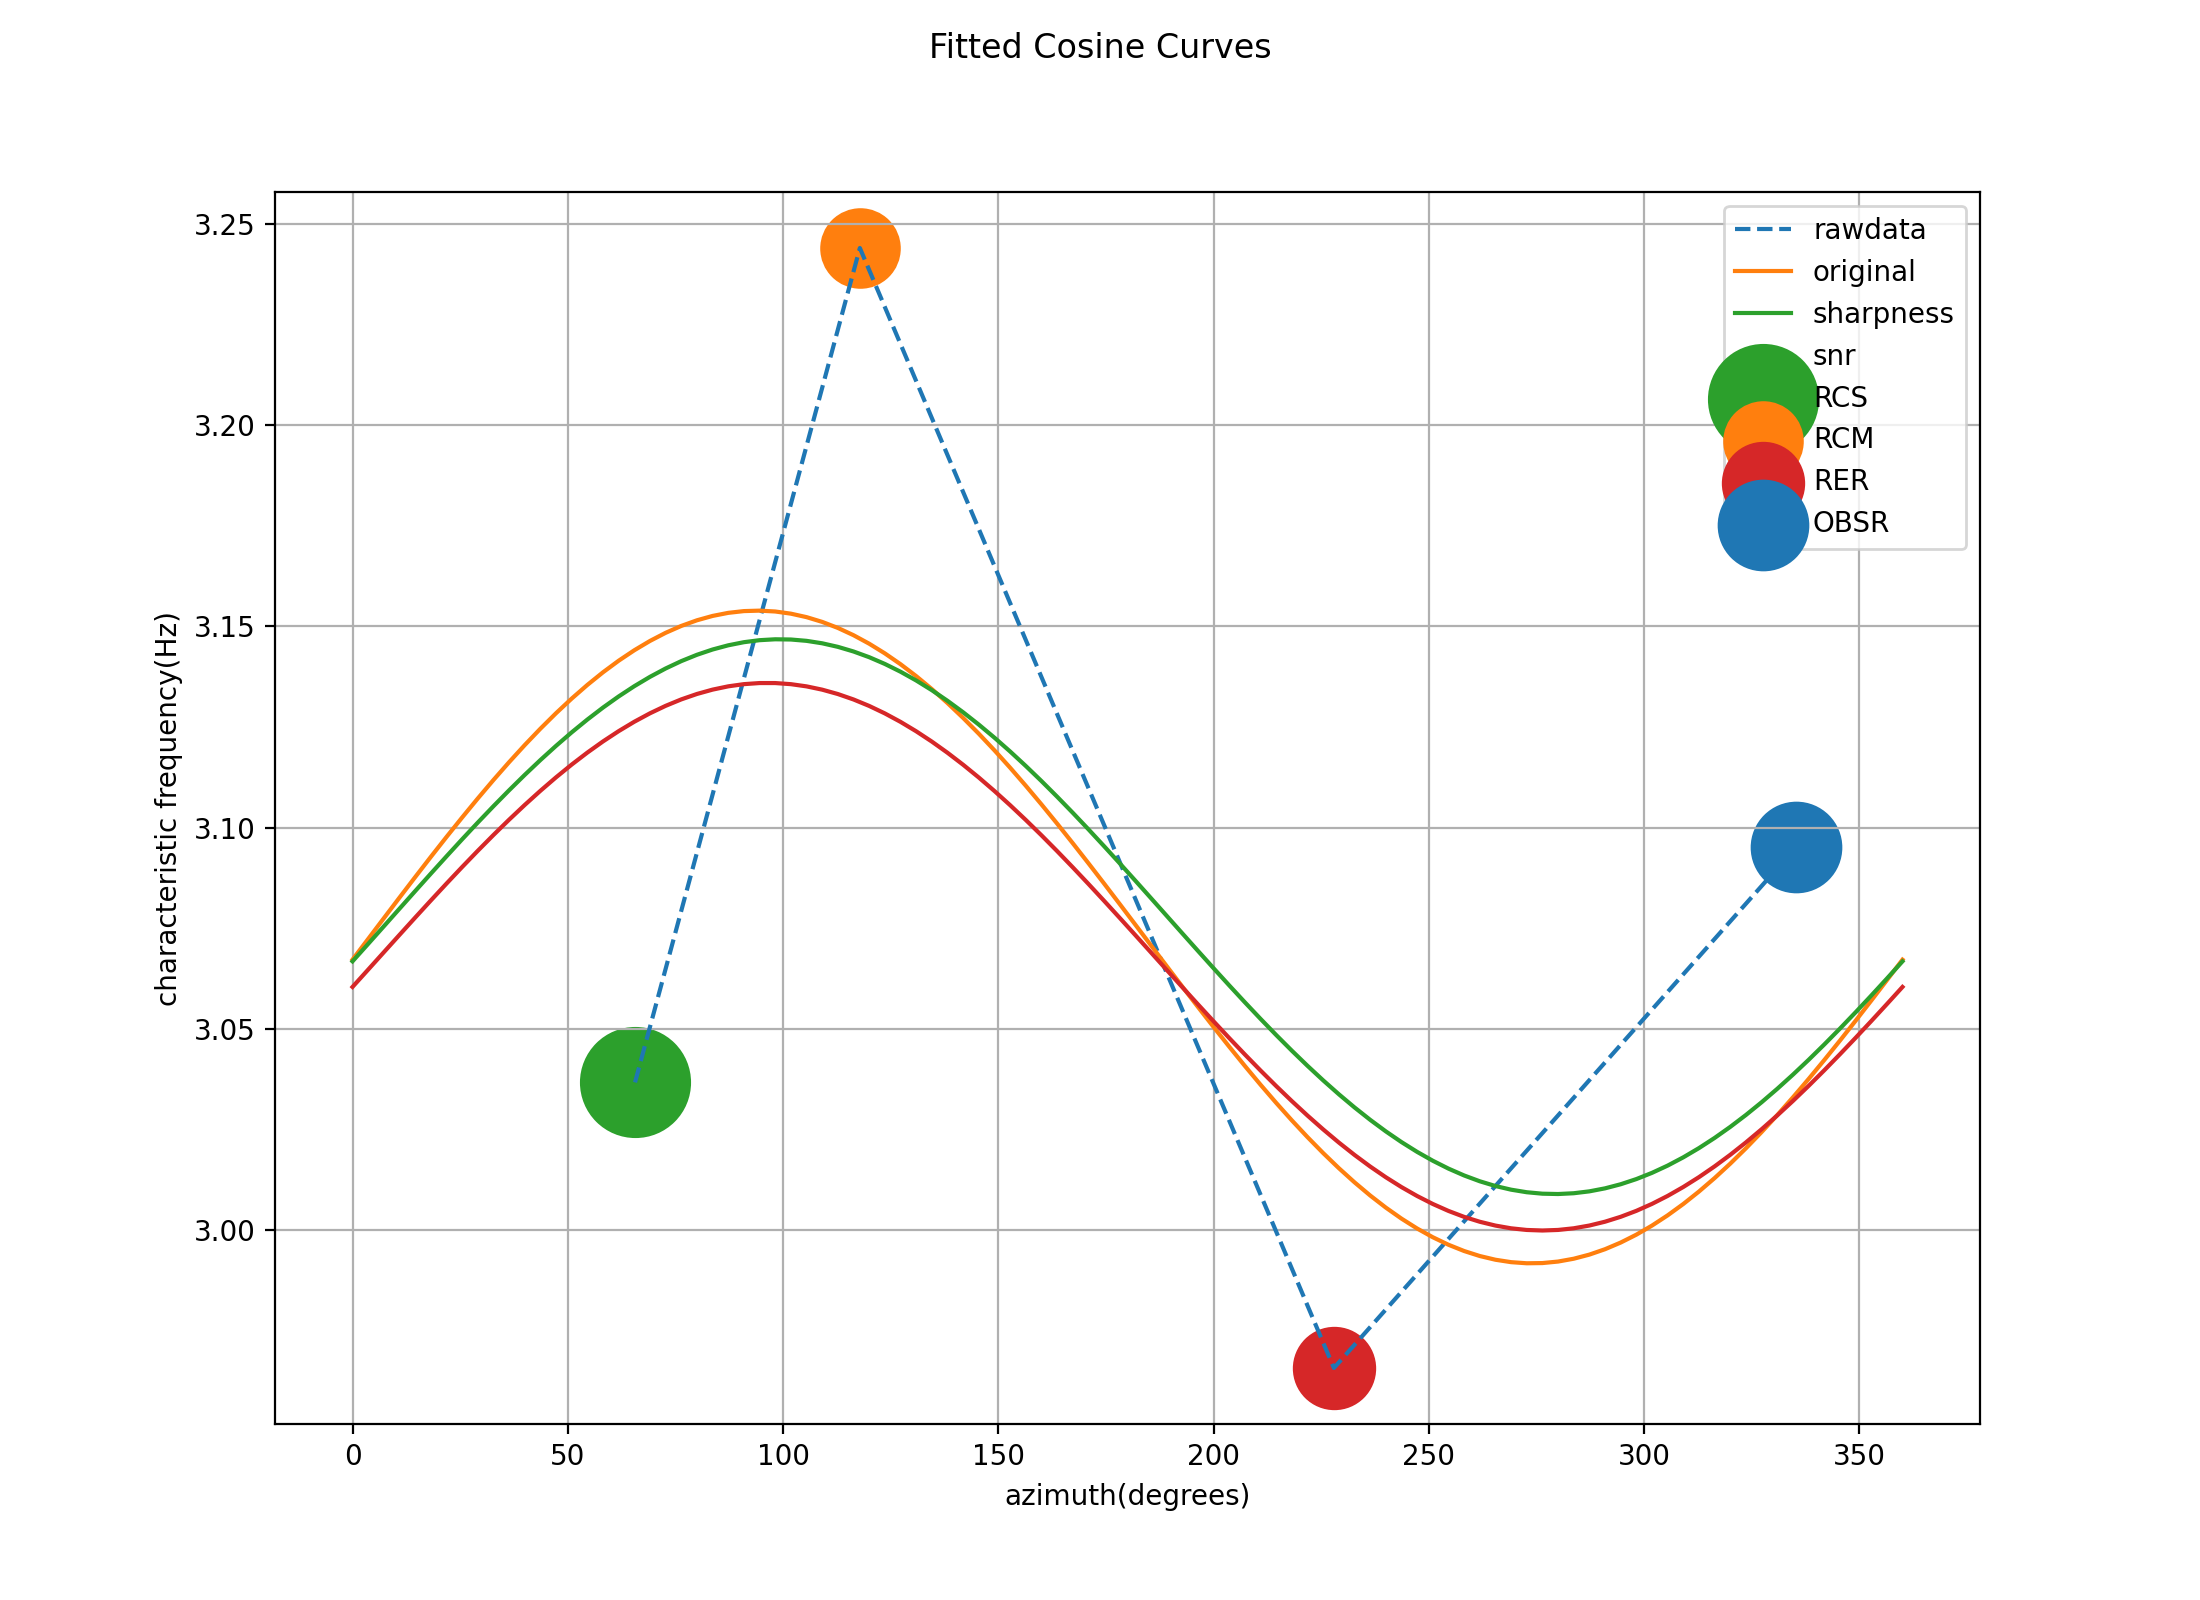 Fitted Cosine Curves
3.25
3.20
3.15
3.10
3.05
3.00
characteristic frequency(Hz)
rawdata
original
sharpness
snr
RCS
RCM
RER
OBSR
0 50 100 150 200 250 300 350
azimuth(degrees)